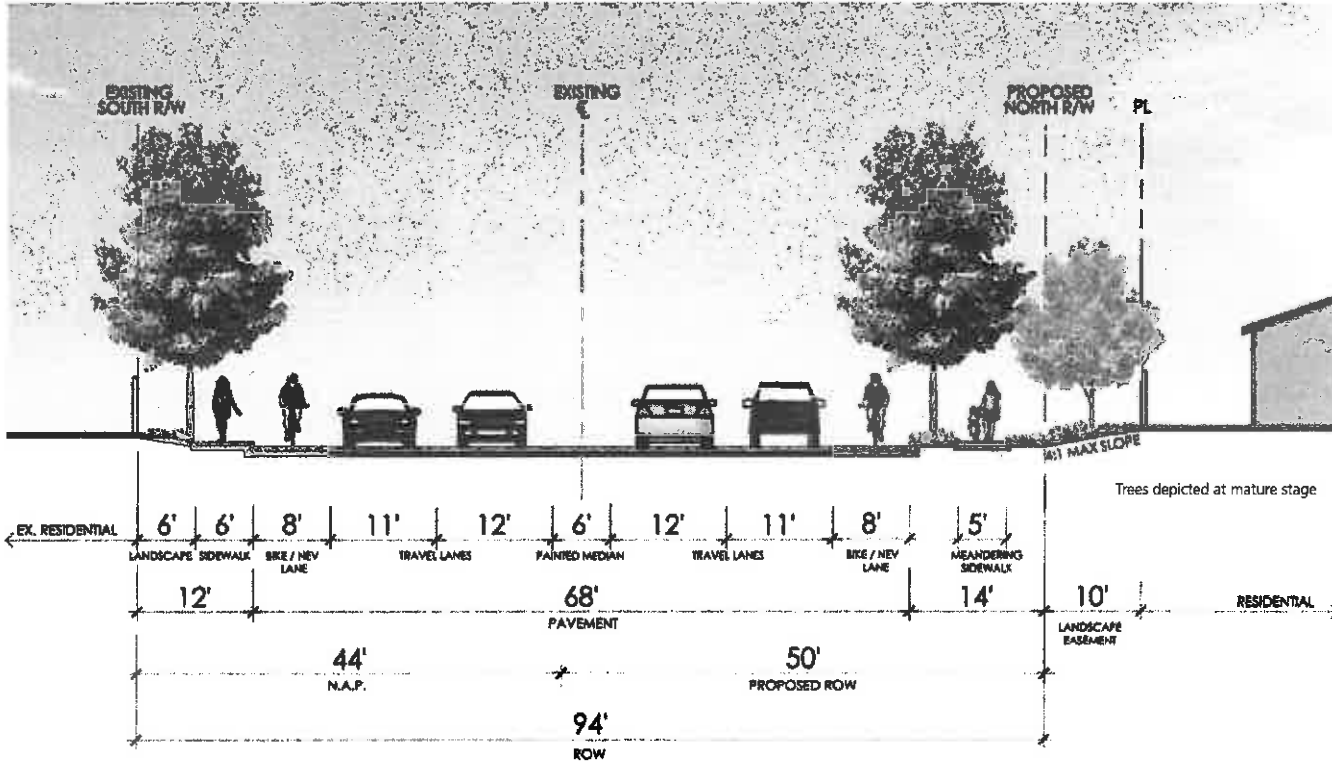 EXISTING
SOUTH R/W
EXISTING
℄
PROPOSED
NORTH R/W
PL
4:1 MAX SLOPE
Trees depicted at mature stage
EX. RESIDENTIAL
6'
LANDSCAPE
6'
SIDEWALK
8'
BIKE / NEV
LANE
11'
12'
TRAVEL LANES
6'
PAINTED MEDIAN
12'
11'
TRAVEL LANES
8'
BIKE / NEV
LANE
5'
MEANDERING
SIDEWALK
12'
68'
PAVEMENT
14'
10'
LANDSCAPE
EASEMENT
RESIDENTIAL
44'
N.A.P.
50'
PROPOSED ROW
94'
ROW